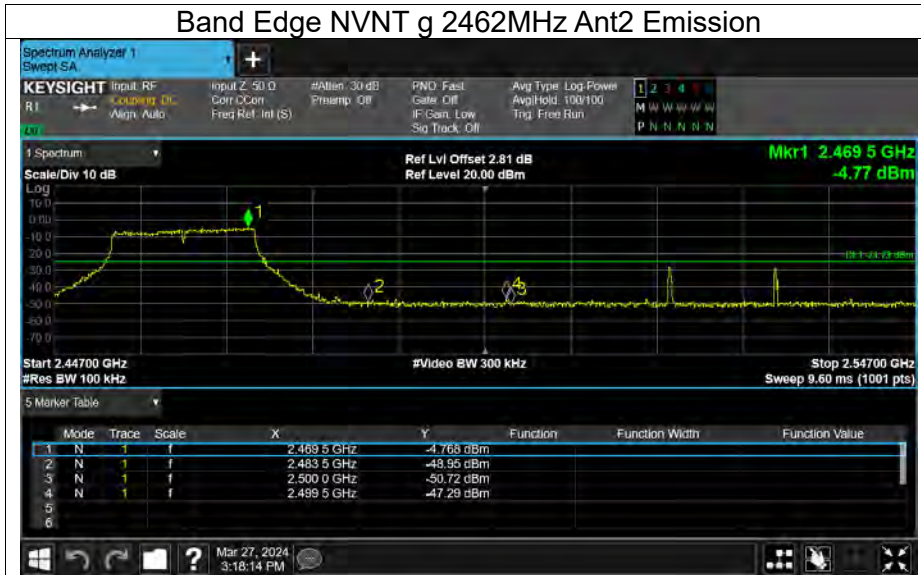 Band Edge NVNT g 2462MHz Ant2 Emission
Spectrum Analyzer 1
Swept SA
+
KEYSIGHT Input: RF Input Z: 50 Ω #Atten: 30 dB PNO: Fast Avg Type: Log-Power 1 2 3 4 5 6
R1 Coupling: DC Corr CCorr Preamp: Off Gate: Off Avg|Hold: 100/100 M W W W W W
Align: Auto Freq Ref: Int (S) IF Gain: Low Trig: Free Run
Sig Track: Off P N N N N N
1 Spectrum
Ref Lvl Offset 2.81 dB Mkr1 2.469 5 GHz
Scale/Div 10 dB Ref Level 20.00 dBm -4.77 dBm
Log
10.0
0.00
-10.0
-20.0
-30.0
-40.0
-50.0
-60.0
-70.0
1
2
4
3
DL1 -24.73 dBm
Start 2.44700 GHz #Video BW 300 kHz Stop 2.54700 GHz
#Res BW 100 kHz Sweep 9.60 ms (1001 pts)
5 Marker Table
Mode Trace Scale X Y Function Function Width Function Value
1 N 1 f 2.469 5 GHz -4.768 dBm
2 N 1 f 2.483 5 GHz -48.95 dBm
3 N 1 f 2.500 0 GHz -50.72 dBm
4 N 1 f 2.499 5 GHz -47.29 dBm
5
6
? Mar 27, 2024
3:18:14 PM